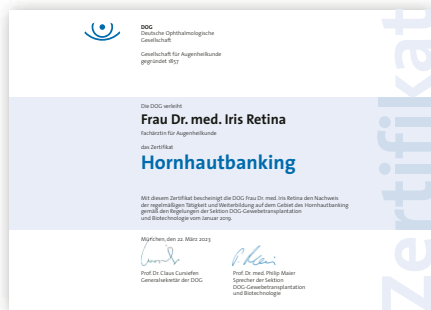 DOG
Deutsche Ophthalmologische
Gesellschaft
Gesellschaft für Augenheilkunde
gegründet 1857
Zertifikat
Die DOG verleiht
Frau Dr. med. Iris Retina
Fachärztin für Augenheilkunde
das Zertifikat
Hornhautbanking
Mit diesem Zertifikat bescheinigt die DOG Frau Dr. med. Iris Retina den Nachweis
der regelmäßigen Tätigkeit und Weiterbildung auf dem Gebiet des Hornhautbanking
gemäß den Regelungen der Sektion DOG-Gewebetransplantation
und Biotechnologie vom Januar 2019.
München, den 22. März 2023
Prof. Dr. Claus Cursiefen
Generalsekretär der DOG
Prof. Dr. med. Philip Maier
Sprecher der Sektion
DOG-Gewebetransplantation
und Biotechnologie